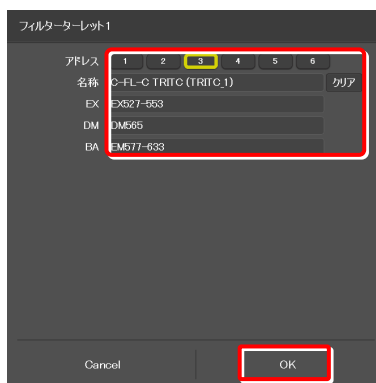 フィルターターレット1
アドレス 1 2 3 4 5 6
名称 C-FL-C TRITC (TRITC_1) クリア
EX EX527-553
DM DM565
BA EM577-633
Cancel OK